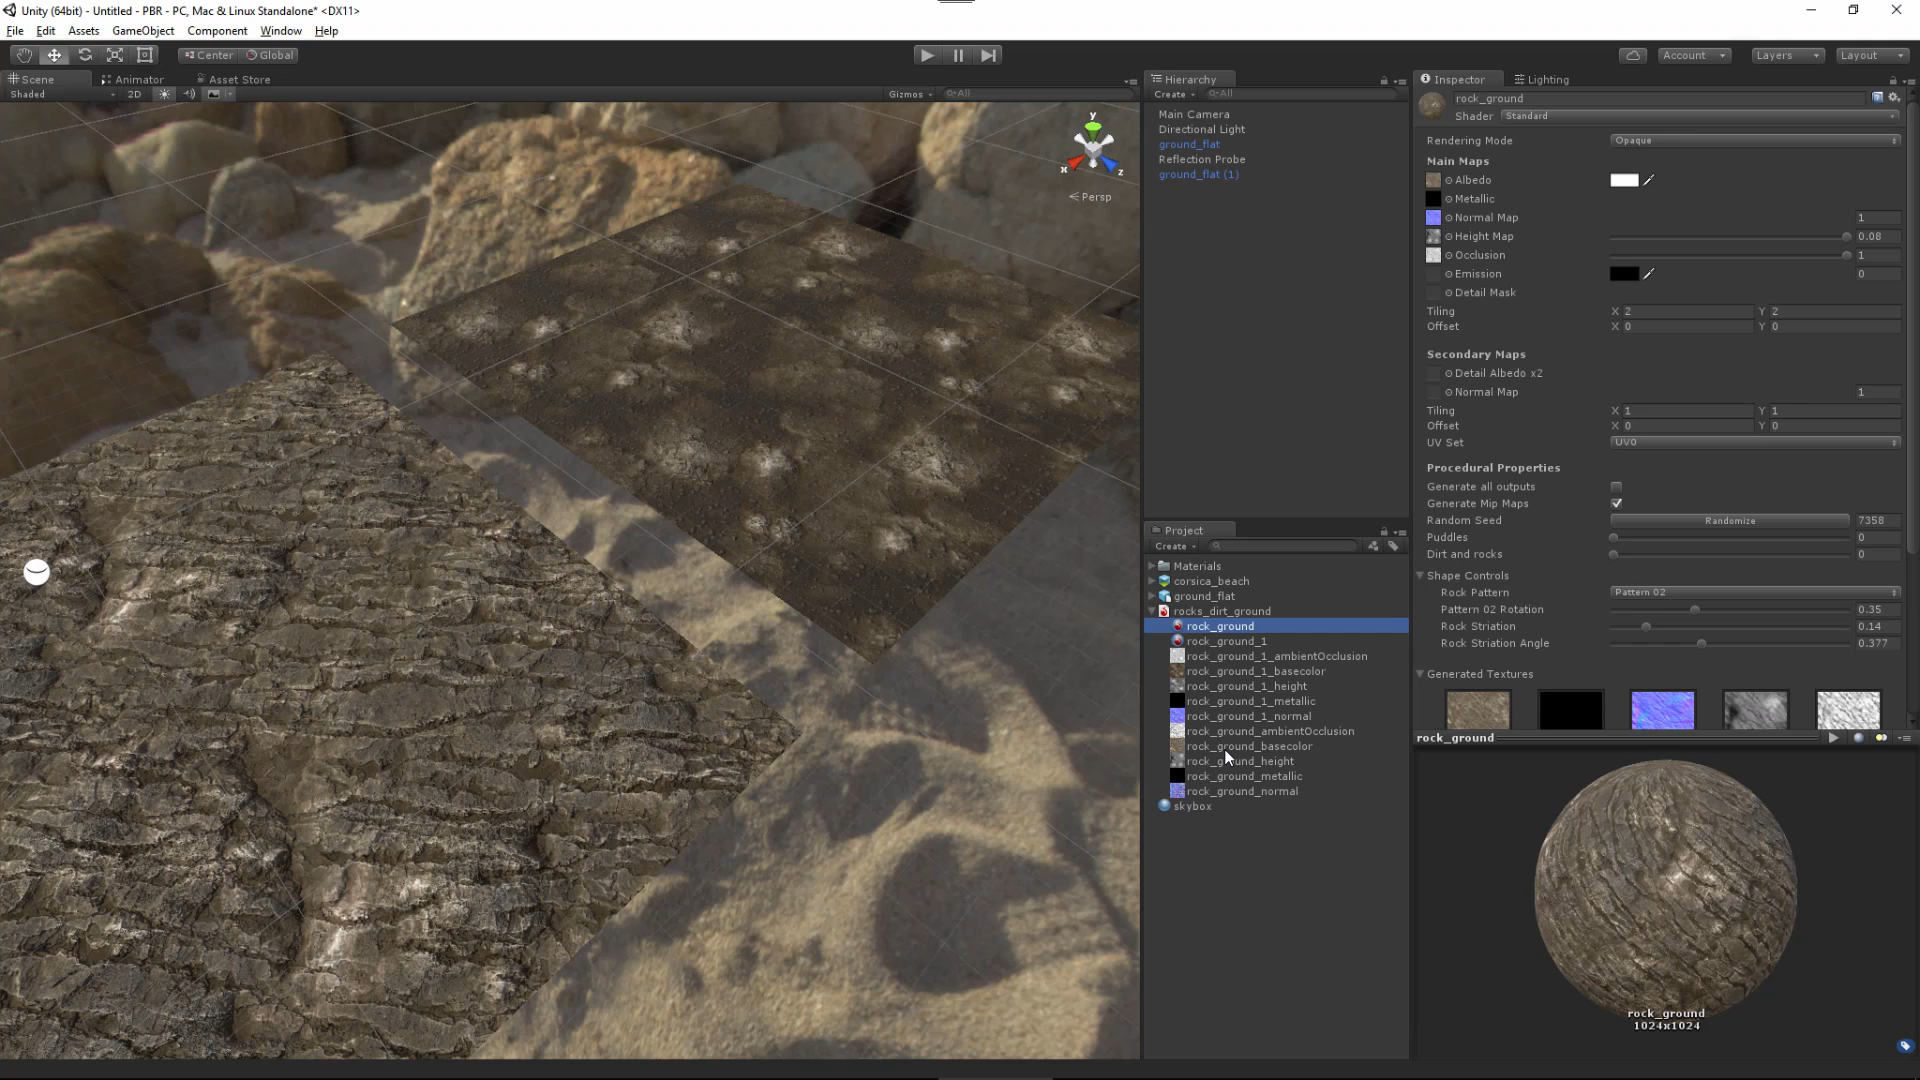 Unity (64bit) - Untitled - PBR - PC, Mac & Linux Standalone* <DX11>
File Edit Assets GameObject Component Window Help
Center Global
Account Layers Layout
Scene Animator Asset Store
Shaded 2D Gizmos All
y
x
z
Persp
Hierarchy
Create All
Main Camera
Directional Light
ground_flat
Reflection Probe
ground_flat (1)
Project
Create
Materials
corsica_beach
ground_flat
rocks_dirt_ground
rock_ground
rock_ground_1
rock_ground_1_ambientOcclusion
rock_ground_1_basecolor
rock_ground_1_height
rock_ground_1_metallic
rock_ground_1_normal
rock_ground_ambientOcclusion
rock_ground_basecolor
rock_ground_height
rock_ground_metallic
rock_ground_normal
skybox
Inspector Lighting
rock_ground
Shader Standard
Rendering Mode Opaque
Main Maps
Albedo
Metallic
Normal Map 1
Height Map 0.08
Occlusion 1
Emission 0
Detail Mask
Tiling X 2 Y 2
Offset X 0 Y 0
Secondary Maps
Detail Albedo x2
Normal Map 1
Tiling X 1 Y 1
Offset X 0 Y 0
UV Set UV0
Procedural Properties
Generate all outputs
Generate Mip Maps
Random Seed Randomize 7358
Puddles 0
Dirt and rocks 0
Shape Controls
Rock Pattern Pattern 02
Pattern 02 Rotation 0.35
Rock Striation 0.14
Rock Striation Angle 0.377
Generated Textures
rock_ground
rock_ground
1024x1024